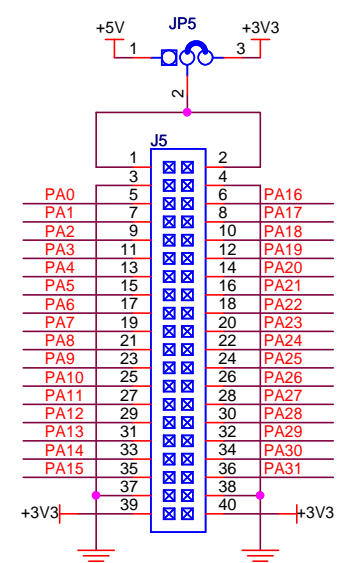 JP5
+5V +3V3
1 3
2
J5
1 2
3 4
PA0 5 6 PA16
PA1 7 8 PA17
PA2 9 10 PA18
PA3 11 12 PA19
PA4 13 14 PA20
PA5 15 16 PA21
PA6 17 18 PA22
PA7 19 20 PA23
PA8 21 22 PA24
PA9 23 24 PA25
PA10 25 26 PA26
PA11 27 28 PA27
PA12 29 30 PA28
PA13 31 32 PA29
PA14 33 34 PA30
PA15 35 36 PA31
37 38
+3V3 39 40 +3V3